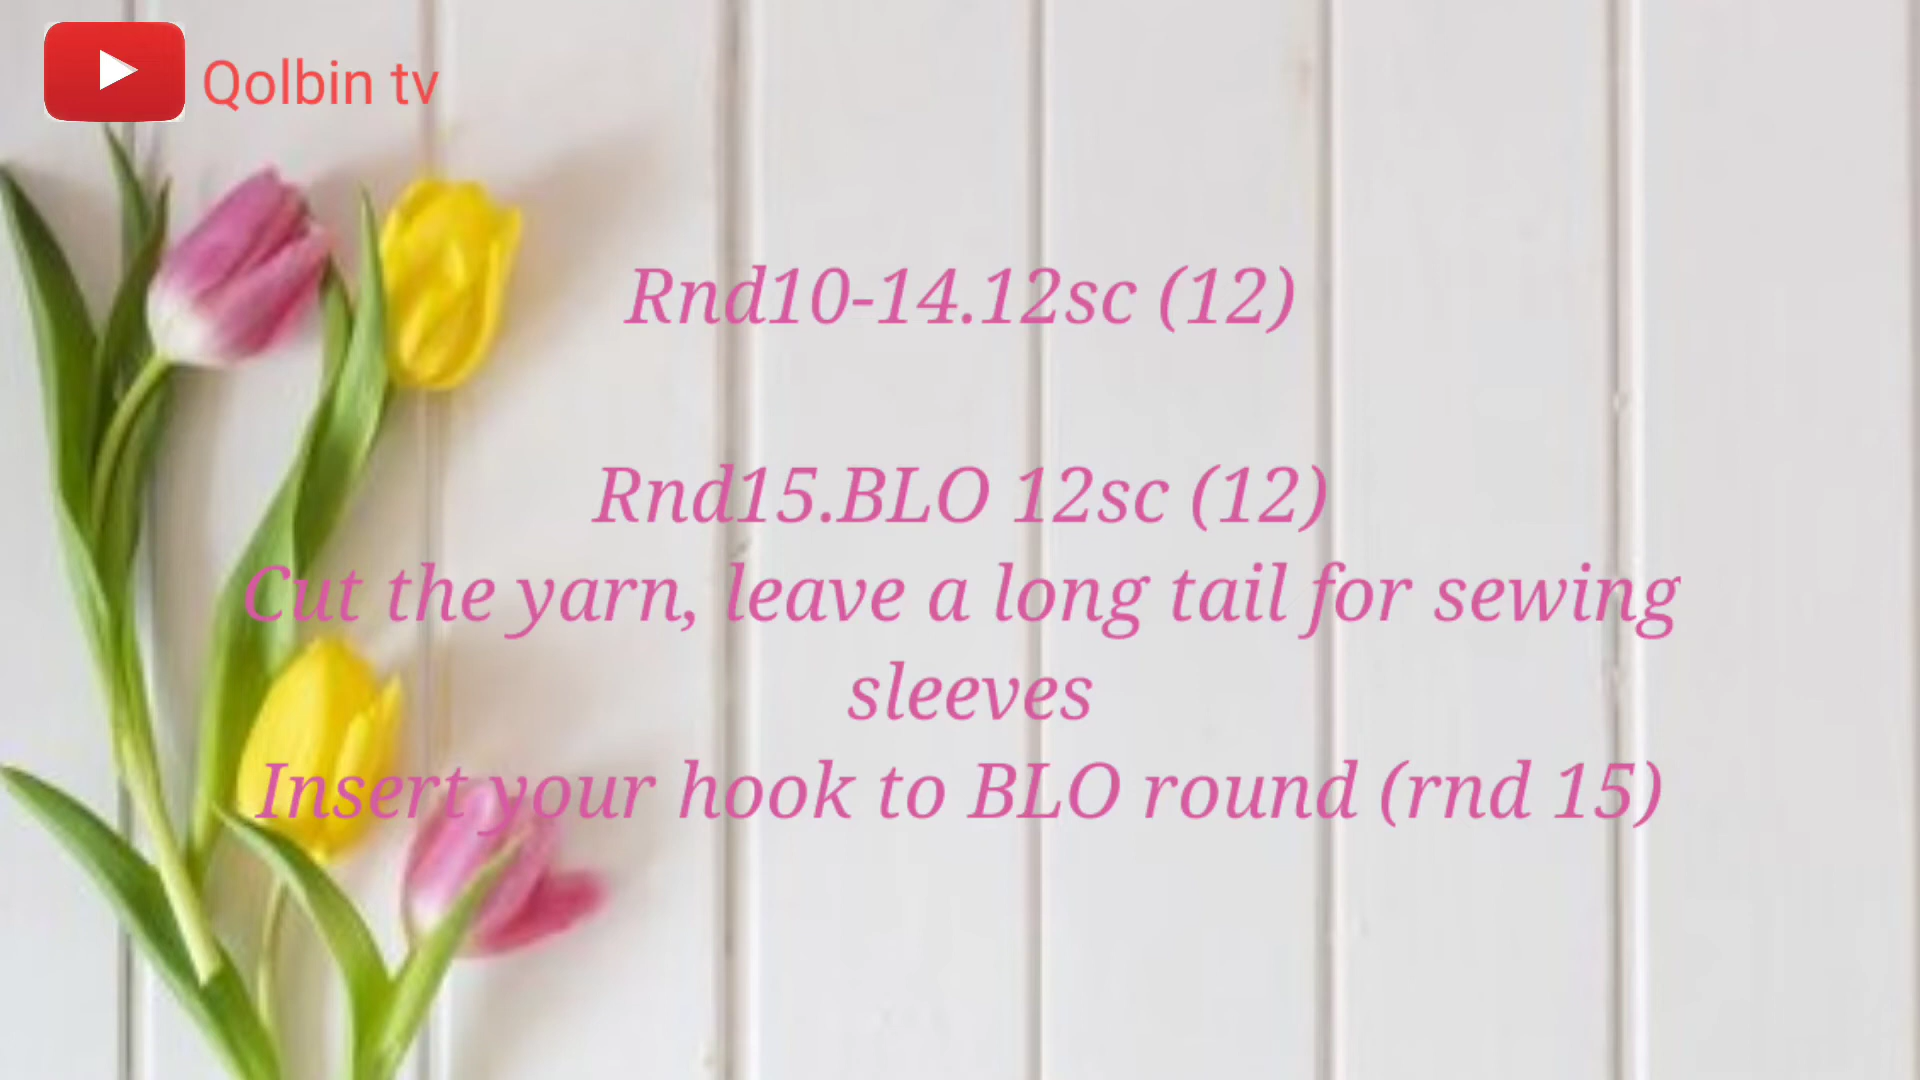 Qolbin tv
Rnd10-14.12sc (12)
Rnd15.BLO 12sc (12)
Cut the yarn, leave a long tail for sewing
sleeves
Insert your hook to BLO round (rnd 15)